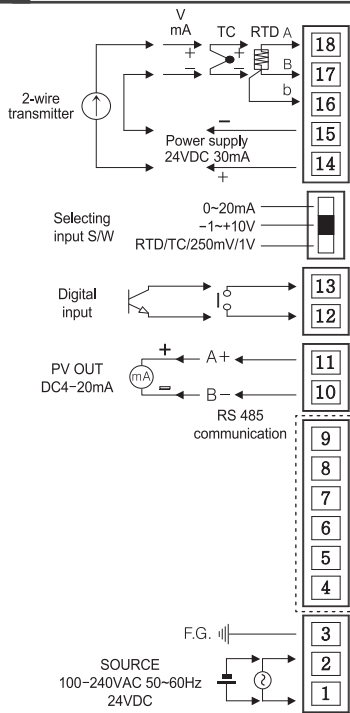 V
mA TC RTD A 18
+ + B 17
− − b 16
2-wire
transmitter
− 15
Power supply
24VDC 30mA 14
+
0~20mA
Selecting
input S/W
−1~+10V
RTD/TC/250mV/1V
Digital
input
13
12
PV OUT
DC4−20mA
+ A+ 11
mA
− B− 10
RS 485
communication
9
8
7
6
5
4
F.G. 3
SOURCE
100−240VAC 50~60Hz
24VDC
2
1